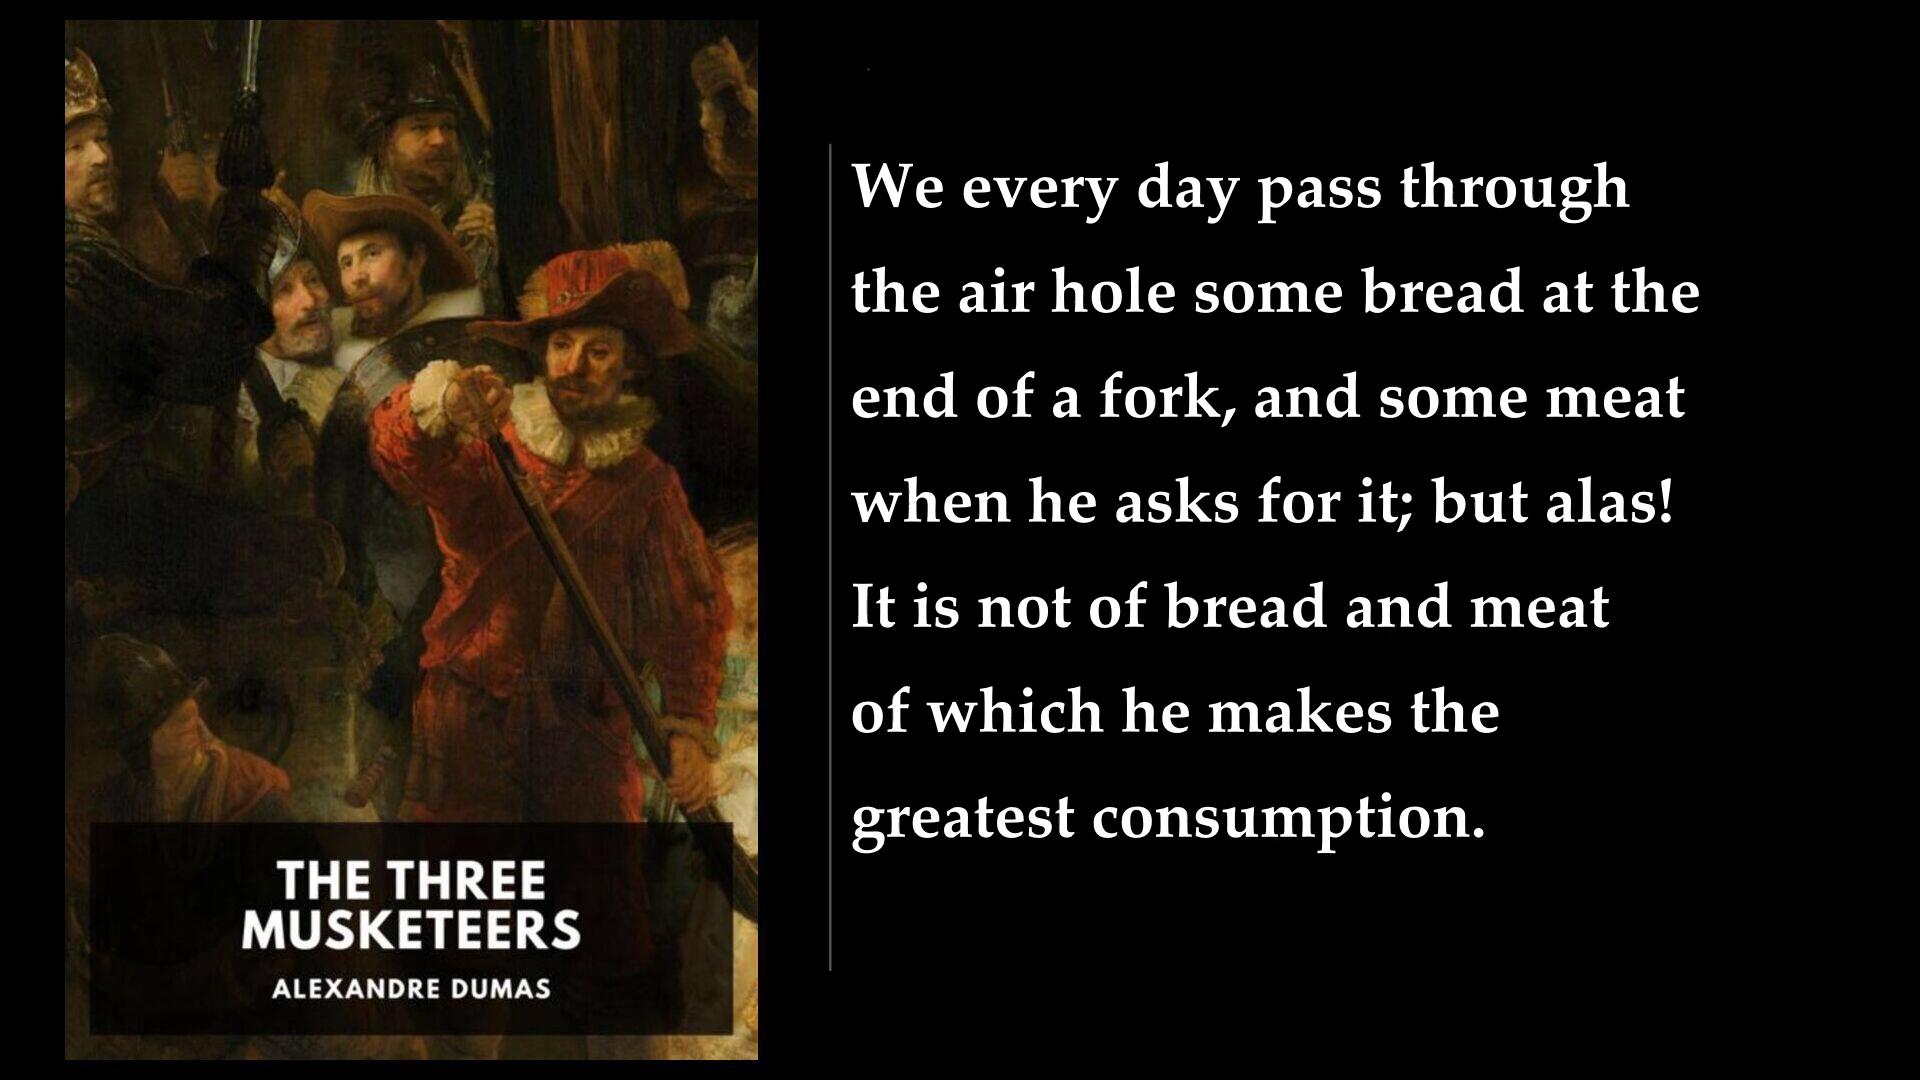 THE THREE
MUSKETEERS
ALEXANDRE DUMAS
We every day pass through
the air hole some bread at the
end of a fork, and some meat
when he asks for it; but alas!
It is not of bread and meat
of which he makes the
greatest consumption.